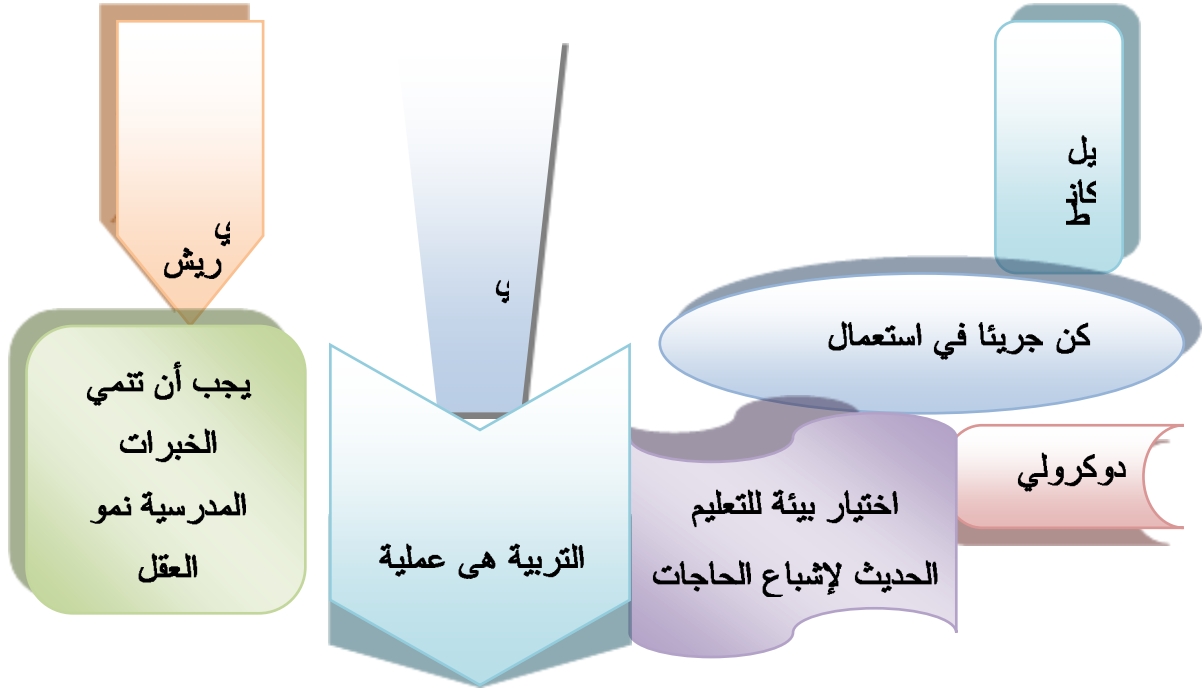 يل
كانط
كن جريئا في استعمال
دوكرولي
اختيار بيئة للتعليم
الحديث لإشباع الحاجات
ي
التربية هى عملية
ي
ريش
يجب أن تنمي
الخبرات
المدرسية نمو
العقل